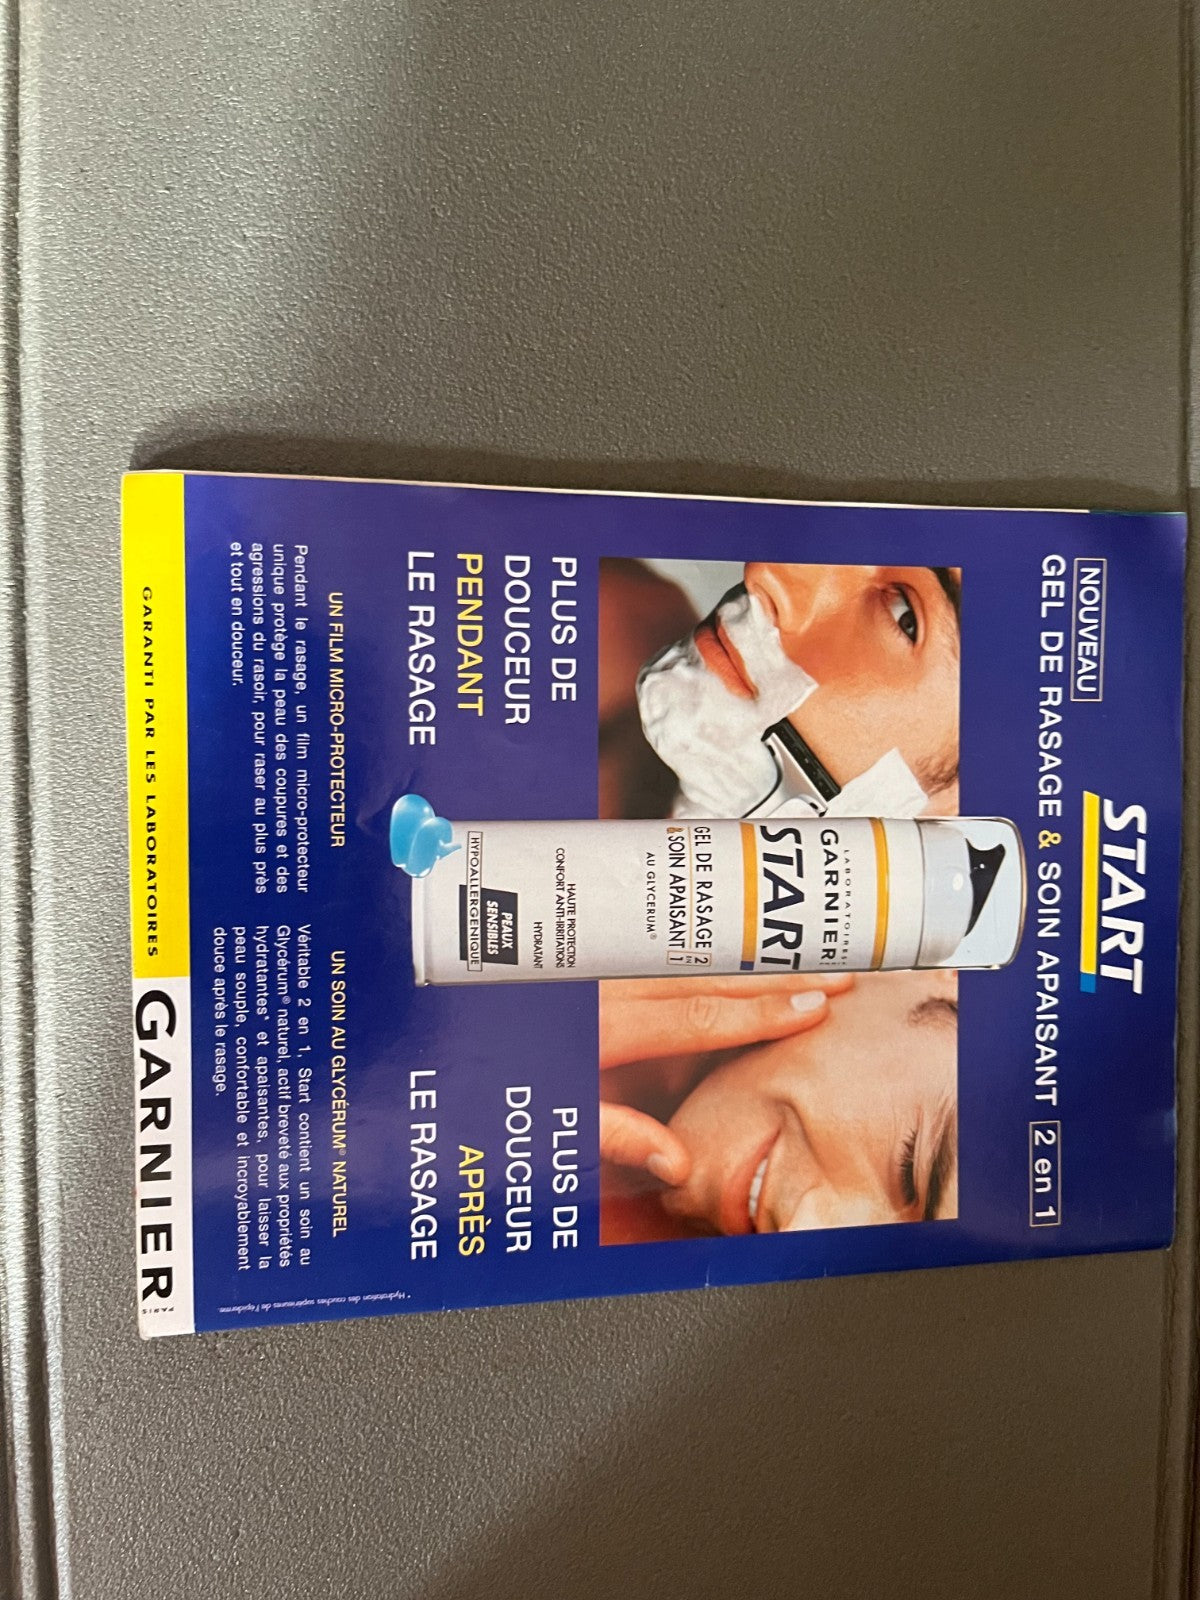 START
NOUVEAU
GEL DE RASAGE & SOIN APAISANT 2 en 1
LABORATOIRES
GARNIER
PARIS
START
GEL DE RASAGE 2 EN 1
& SOIN APAISANT
AU GLYCERUM®
HYDRATANT
HAUTE PROTECTION
CONFORT ANTI-IRRITATIONS
PEAUX
SENSIBLES
HYPOALLERGENIQUE
PLUS DE
DOUCEUR
PENDANT
LE RASAGE
PLUS DE
DOUCEUR
APRÈS
LE RASAGE
UN FILM MICRO-PROTECTEUR
Pendant le rasage, un film micro-protecteur
unique protège la peau des coupures et des
agressions du rasoir, pour raser au plus près
et tout en douceur.
UN SOIN AU GLYCÉRUM® NATUREL
Véritable 2 en 1, Start contient un soin au
Glycérum® naturel, actif breveté aux propriétés
hydratantes* et apaisantes, pour laisser la
peau souple, confortable et incroyablement
douce après le rasage.
* Hydratation des couches supérieures de l'épiderme.
GARANTI PAR LES LABORATOIRES
GARNIER
PARIS